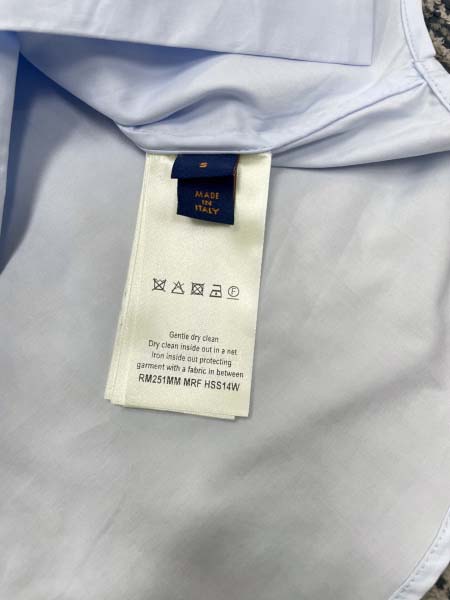 S
MADE
IN
ITALY
F
Gentle dry clean
Dry clean inside out in a net
Iron inside out protecting
garment with a fabric in between
RM251MM MRF HSS14W